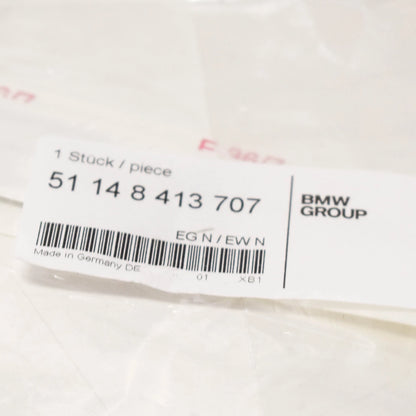 1 Stück / piece
51 14 8 413 707
BMW
GROUP
EG N / EW N
Made in Germany DE 01 XB1